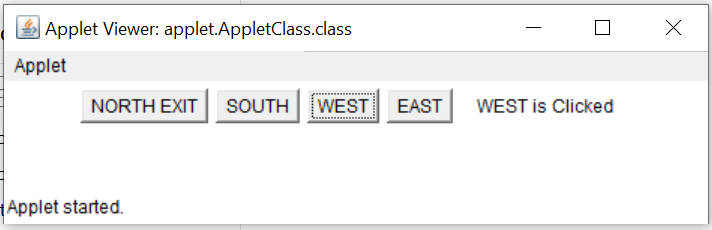 Applet Viewer: applet.AppletClass.class
Applet
NORTH EXIT SOUTH WEST EAST WEST is Clicked
Applet started.